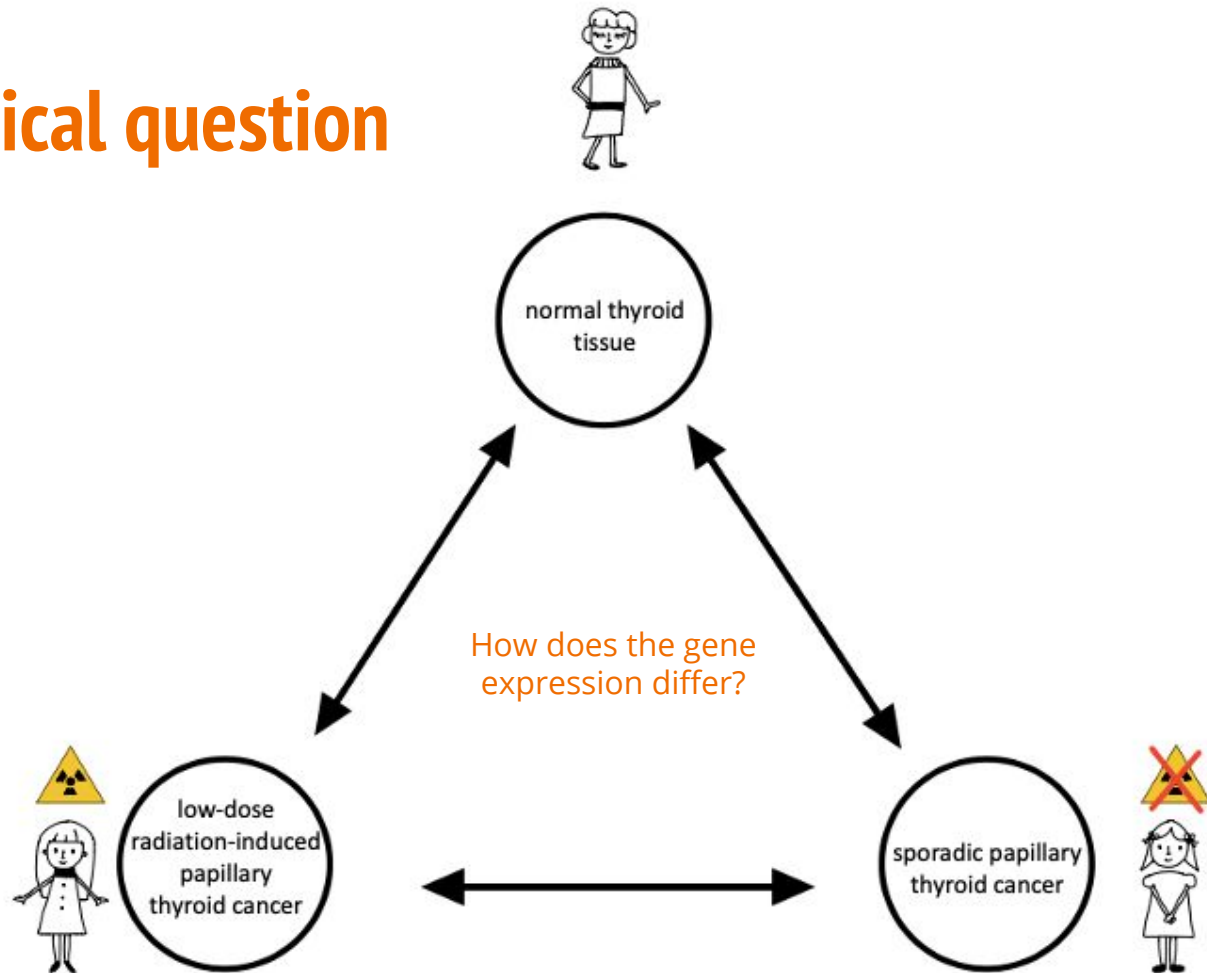 ical question
normal thyroid
tissue
How does the gene
expression differ?
low-dose
radiation-induced
papillary
thyroid cancer
sporadic papillary
thyroid cancer